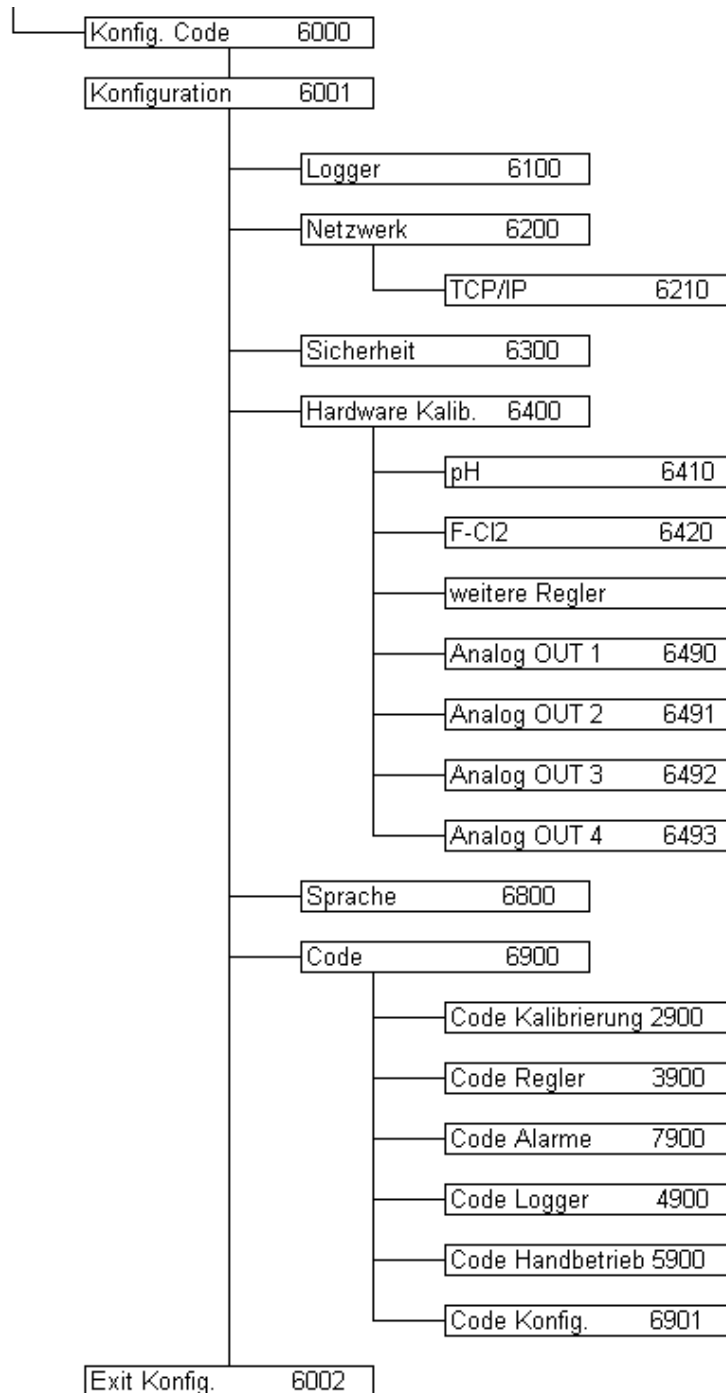 Konfig. Code 6000
Konfiguration 6001
Logger 6100
Netzwerk 6200
TCP/IP 6210
Sicherheit 6300
Hardware Kalib. 6400
pH 6410
F-Cl2 6420
weitere Regler
Analog OUT 1 6490
Analog OUT 2 6491
Analog OUT 3 6492
Analog OUT 4 6493
Sprache 6800
Code 6900
Code Kalibrierung 2900
Code Regler 3900
Code Alarme 7900
Code Logger 4900
Code Handbetrieb 5900
Code Konfig. 6901
Exit Konfig. 6002